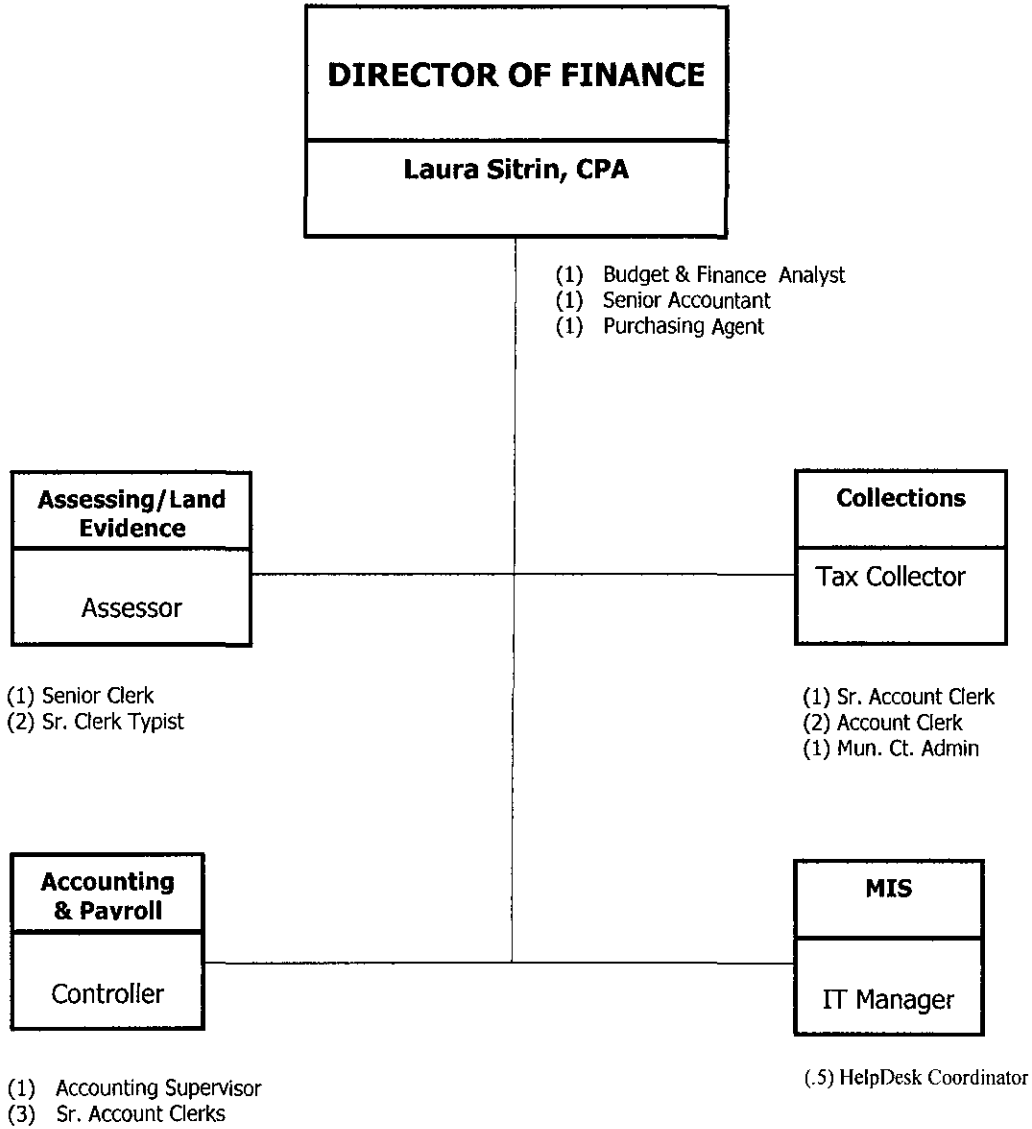 DIRECTOR OF FINANCE
Laura Sitrin, CPA
(1) Budget & Finance Analyst
(1) Senior Accountant
(1) Purchasing Agent
Assessing/Land
Evidence
Assessor
(1) Senior Clerk
(2) Sr. Clerk Typist
Collections
Tax Collector
(1) Sr. Account Clerk
(2) Account Clerk
(1) Mun. Ct. Admin
Accounting
& Payroll
Controller
(1) Accounting Supervisor
(3) Sr. Account Clerks
MIS
IT Manager
(.5) HelpDesk Coordinator